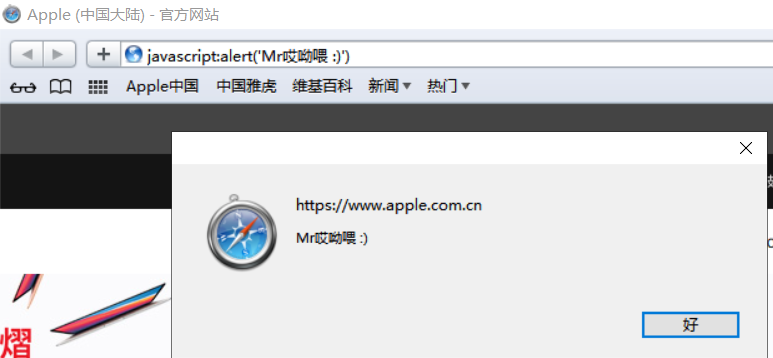 Apple (中国大陆) - 官方网站
javascript:alert('Mr哎呦喂 :)')
Apple中国 中国雅虎 维基百科 新闻 热门
https://www.apple.com.cn
Mr哎呦喂 :)
好
熠